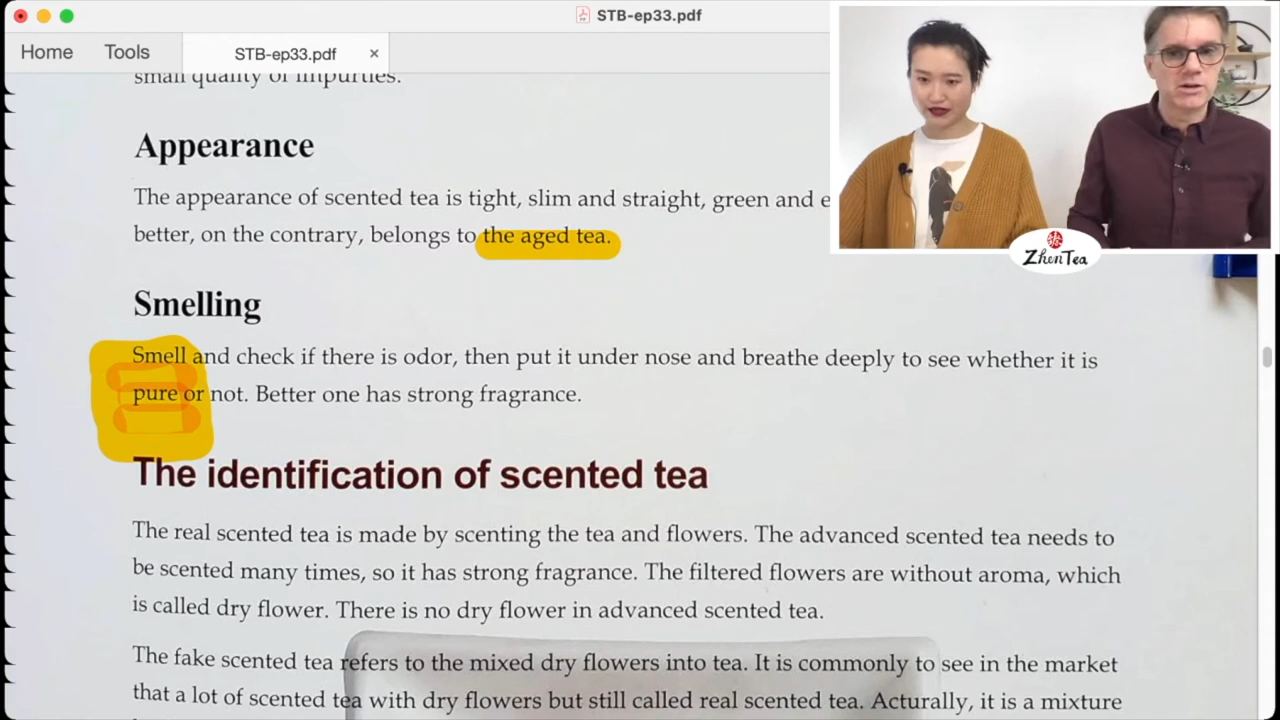 STB-ep33.pdf
Home Tools STB-ep33.pdf ×
small quality of impurties.
Appearance
The appearance of scented tea is tight, slim and straight, green and e
better, on the contrary, belongs to the aged tea.
ZhenTea
Smelling
Smell and check if there is odor, then put it under nose and breathe deeply to see whether it is
pure or not. Better one has strong fragrance.
The identification of scented tea
The real scented tea is made by scenting the tea and flowers. The advanced scented tea needs to
be scented many times, so it has strong fragrance. The filtered flowers are without aroma, which
is called dry flower. There is no dry flower in advanced scented tea.
The fake scented tea refers to the mixed dry flowers into tea. It is commonly to see in the market
that a lot of scented tea with dry flowers but still called real scented tea. Acturally, it is a mixture